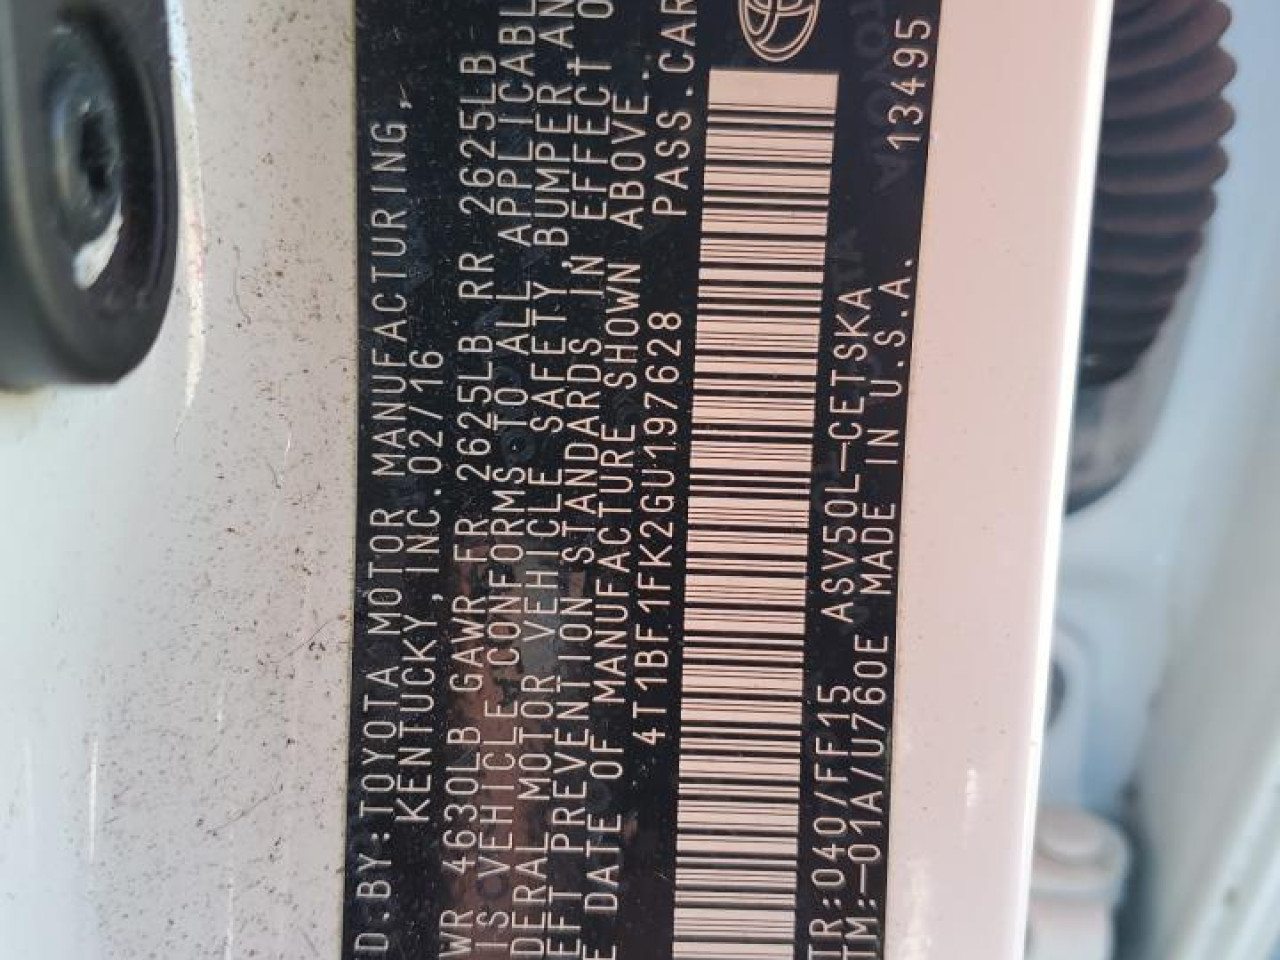 D.BY:TOYOTA MOTOR MANUFACTURING,
KENTUCKY,INC.02/16
WR 4630LB GAWR FR 2625LB RR 2625LB
IS VEHICLE CONFORMS TO ALL APPLICABL
DERAL MOTOR VEHICLE SAFETY,BUMPER AN
EFT PREVENTION STANDARDS IN EFFECT O
E DATE OF MANUFACTURE SHOWN ABOVE.
4T1BF1FK2GU197628 PASS.CAR
TR:040/FF15 ASV50L-CETSKA
TM:-01A/U760E MADE IN U.S.A. 13495